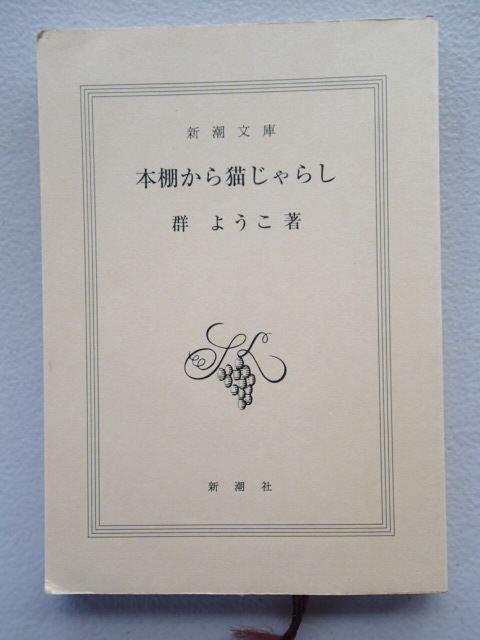 新潮文庫
本棚から猫じゃらし
群 ようこ 著
新潮社